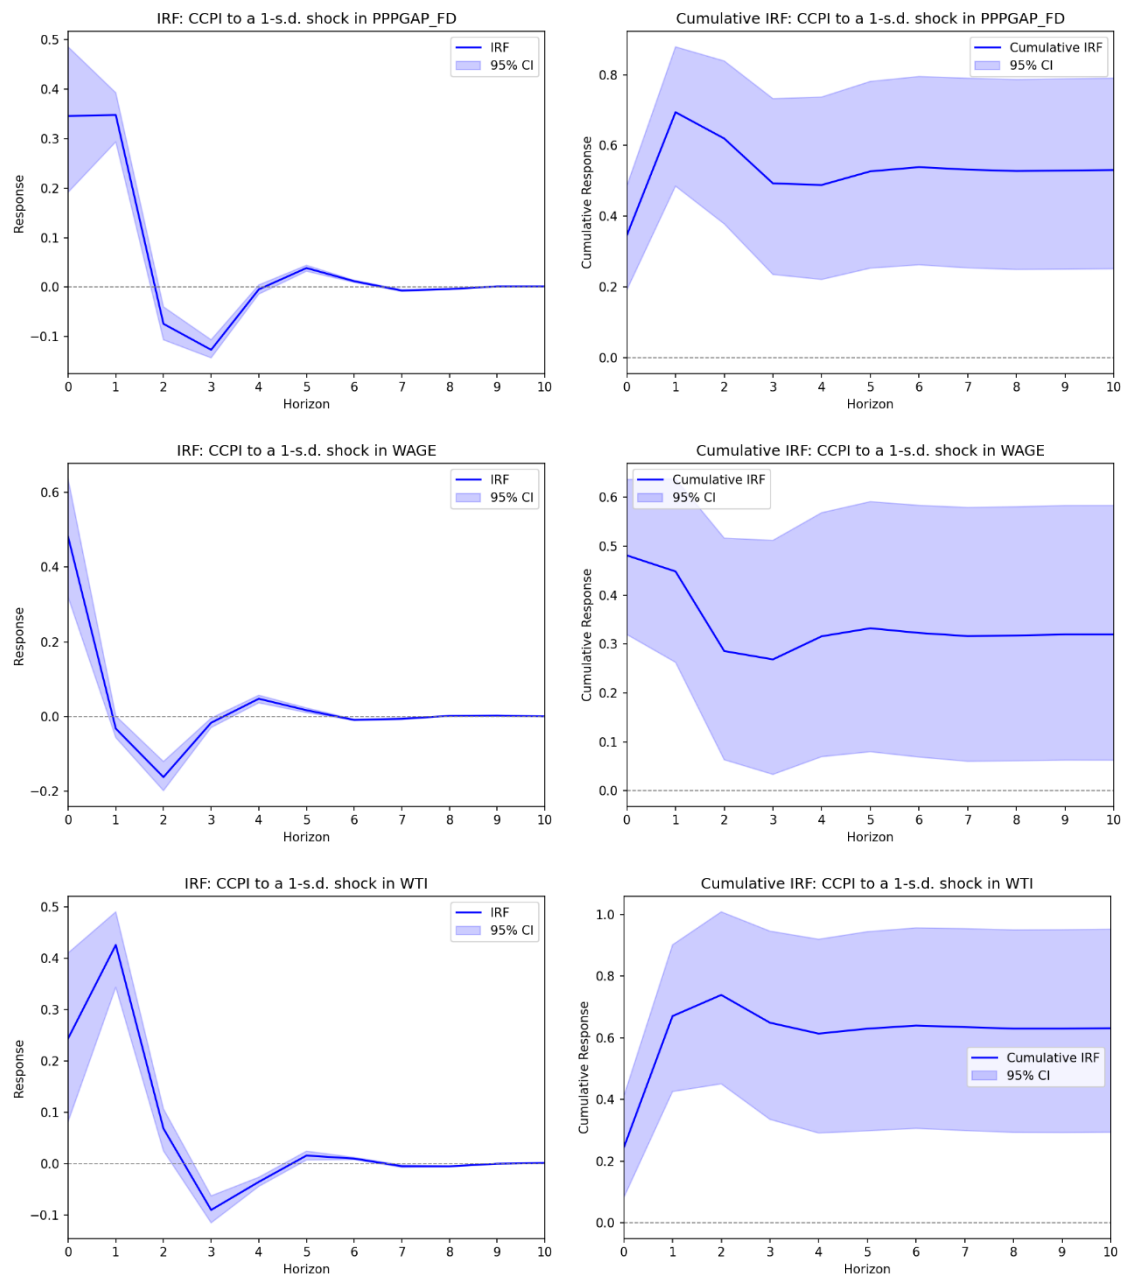 IRF: CCPI to a 1-s.d. shock in PPPGAP_FD
0.5
0.4
0.3
0.2
0.1
0.0
−0.1
Response
IRF
95% CI
0 1 2 3 4 5 6 7 8 9 10
Horizon
Cumulative IRF: CCPI to a 1-s.d. shock in PPPGAP_FD
0.8
0.6
0.4
0.2
0.0
Cumulative Response
Cumulative IRF
95% CI
0 1 2 3 4 5 6 7 8 9 10
Horizon
IRF: CCPI to a 1-s.d. shock in WAGE
0.6
0.4
0.2
0.0
−0.2
Response
IRF
95% CI
0 1 2 3 4 5 6 7 8 9 10
Horizon
Cumulative IRF: CCPI to a 1-s.d. shock in WAGE
0.6
0.5
0.4
0.3
0.2
0.1
0.0
Cumulative Response
Cumulative IRF
95% CI
0 1 2 3 4 5 6 7 8 9 10
Horizon
IRF: CCPI to a 1-s.d. shock in WTI
0.5
0.4
0.3
0.2
0.1
0.0
−0.1
Response
IRF
95% CI
0 1 2 3 4 5 6 7 8 9 10
Horizon
Cumulative IRF: CCPI to a 1-s.d. shock in WTI
1.0
0.8
0.6
0.4
0.2
0.0
Cumulative Response
Cumulative IRF
95% CI
0 1 2 3 4 5 6 7 8 9 10
Horizon